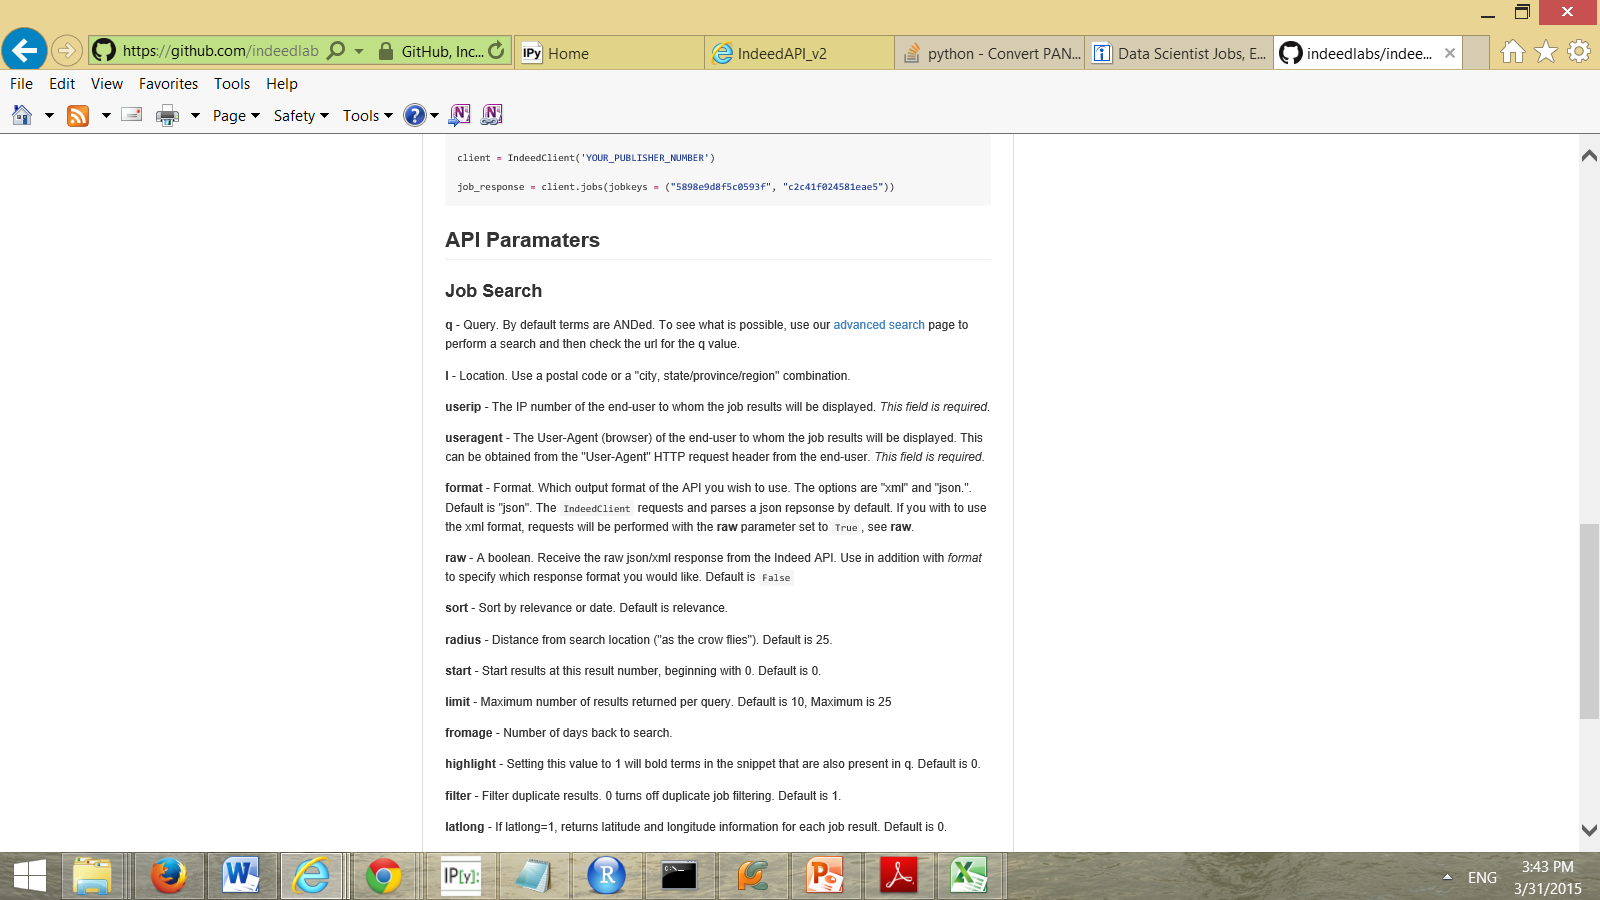 https://github.com/indeedlab
GitHub, Inc...
IPy Home
IndeedAPI_v2
python - Convert PAN...
Data Scientist Jobs, E...
indeedlabs/indee...
File Edit View Favorites Tools Help
Page Safety Tools
client = IndeedClient('YOUR_PUBLISHER_NUMBER')
job_response = client.jobs(jobkeys = ("5898e9d8f5c0593f", "c2c41f024581eae5"))
API Paramaters
Job Search
q - Query. By default terms are ANDed. To see what is possible, use our advanced search page to
perform a search and then check the url for the q value.
l - Location. Use a postal code or a "city, state/province/region" combination.
userip - The IP number of the end-user to whom the job results will be displayed. This field is required.
useragent - The User-Agent (browser) of the end-user to whom the job results will be displayed. This
can be obtained from the "User-Agent" HTTP request header from the end-user. This field is required.
format - Format. Which output format of the API you wish to use. The options are "xml" and "json.".
Default is "json". The IndeedClient requests and parses a json repsonse by default. If you with to use
the xml format, requests will be performed with the raw parameter set to True, see raw.
raw - A boolean. Receive the raw json/xml response from the Indeed API. Use in addition with format
to specify which response format you would like. Default is False
sort - Sort by relevance or date. Default is relevance.
radius - Distance from search location ("as the crow flies"). Default is 25.
start - Start results at this result number, beginning with 0. Default is 0.
limit - Maximum number of results returned per query. Default is 10, Maximum is 25
fromage - Number of days back to search.
highlight - Setting this value to 1 will bold terms in the snippet that are also present in q. Default is 0.
filter - Filter duplicate results. 0 turns off duplicate job filtering. Default is 1.
latlong - If latlong=1, returns latitude and longitude information for each job result. Default is 0.
IP[y]:
ENG
3:43 PM
3/31/2015